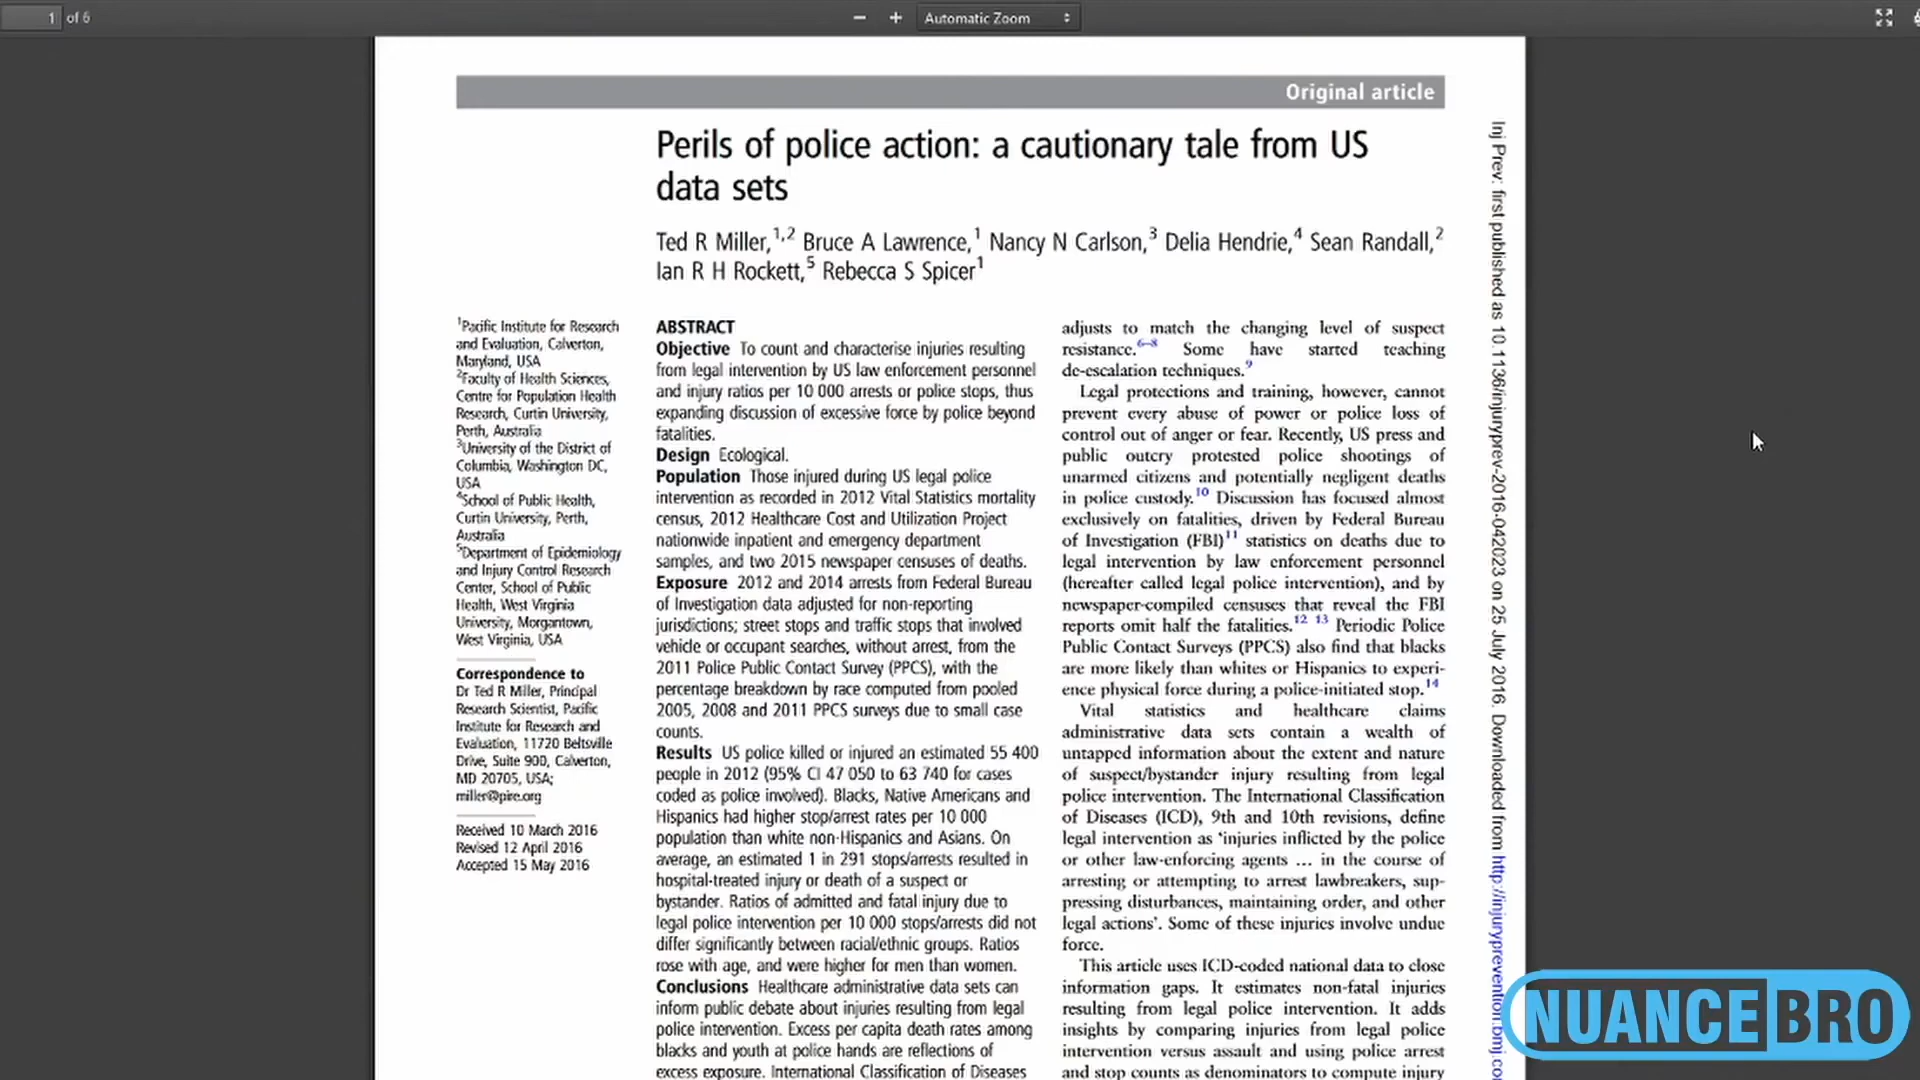 1 of 6
Automatic Zoom
Original article
Perils of police action: a cautionary tale from US
data sets
Ted R Miller,1,2 Bruce A Lawrence,1 Nancy N Carlson,3 Delia Hendrie,4 Sean Randall,2
Ian R H Rockett,5 Rebecca S Spicer1
1Pacific Institute for Research
and Evaluation, Calverton,
Maryland, USA
2Faculty of Health Sciences,
Centre for Population Health
Research, Curtin University,
Perth, Australia
3University of the District of
Columbia, Washington DC,
USA
4School of Public Health,
Curtin University, Perth,
Australia
5Department of Epidemiology
and Injury Control Research
Center, School of Public
Health, West Virginia
University, Morgantown,
West Virginia, USA
Correspondence to
Dr Ted R Miller, Principal
Research Scientist, Pacific
Institute for Research and
Evaluation, 11720 Beltsville
Drive, Suite 900, Calverton,
MD 20705, USA;
miller@pire.org
Received 10 March 2016
Revised 12 April 2016
Accepted 15 May 2016
ABSTRACT
Objective To count and characterise injuries resulting
from legal intervention by US law enforcement personnel
and injury ratios per 10 000 arrests or police stops, thus
expanding discussion of excessive force by police beyond
fatalities.
Design Ecological.
Population Those injured during US legal police
intervention as recorded in 2012 Vital Statistics mortality
census, 2012 Healthcare Cost and Utilization Project
nationwide inpatient and emergency department
samples, and two 2015 newspaper censuses of deaths.
Exposure 2012 and 2014 arrests from Federal Bureau
of Investigation data adjusted for non-reporting
jurisdictions; street stops and traffic stops that involved
vehicle or occupant searches, without arrest, from the
2011 Police Public Contact Survey (PPCS), with the
percentage breakdown by race computed from pooled
2005, 2008 and 2011 PPCS surveys due to small case
counts.
Results US police killed or injured an estimated 55 400
people in 2012 (95% CI 47 050 to 63 740 for cases
coded as police involved). Blacks, Native Americans and
Hispanics had higher stop/arrest rates per 10 000
population than white non-Hispanics and Asians. On
average, an estimated 1 in 291 stops/arrests resulted in
hospital-treated injury or death of a suspect or
bystander. Ratios of admitted and fatal injury due to
legal police intervention per 10 000 stops/arrests did not
differ significantly between racial/ethnic groups. Ratios
rose with age, and were higher for men than women.
Conclusions Healthcare administrative data sets can
inform public debate about injuries resulting from legal
police intervention. Excess per capita death rates among
blacks and youth at police hands are reflections of
excess exposure. International Classification of Diseases
adjusts to match the changing level of suspect
resistance.6–8 Some have started teaching
de-escalation techniques.9
Legal protections and training, however, cannot
prevent every abuse of power or police loss of
control out of anger or fear. Recently, US press and
public outcry protested police shootings of
unarmed citizens and potentially negligent deaths
in police custody.10 Discussion has focused almost
exclusively on fatalities, driven by Federal Bureau
of Investigation (FBI)11 statistics on deaths due to
legal intervention by law enforcement personnel
(hereafter called legal police intervention), and by
newspaper-compiled censuses that reveal the FBI
reports omit half the fatalities.12 13 Periodic Police
Public Contact Surveys (PPCS) also find that blacks
are more likely than whites or Hispanics to experi-
ence physical force during a police-initiated stop.14
Vital statistics and healthcare claims
administrative data sets contain a wealth of
untapped information about the extent and nature
of suspect/bystander injury resulting from legal
police intervention. The International Classification
of Diseases (ICD), 9th and 10th revisions, define
legal intervention as ‘injuries inflicted by the police
or other law-enforcing agents … in the course of
arresting or attempting to arrest lawbreakers, sup-
pressing disturbances, maintaining order, and other
legal actions’. Some of these injuries involve undue
force.
This article uses ICD-coded national data to close
information gaps. It estimates non-fatal injuries
resulting from legal police intervention. It adds
insights by comparing injuries from legal police
intervention versus assault and using police arrest
and stop counts as denominators to compute injury
Inj Prev: first published as 10.1136/injuryprev-2016-042023 on 25 July 2016. Downloaded from http://injuryprevention.bmj.co
NUANCEBRO